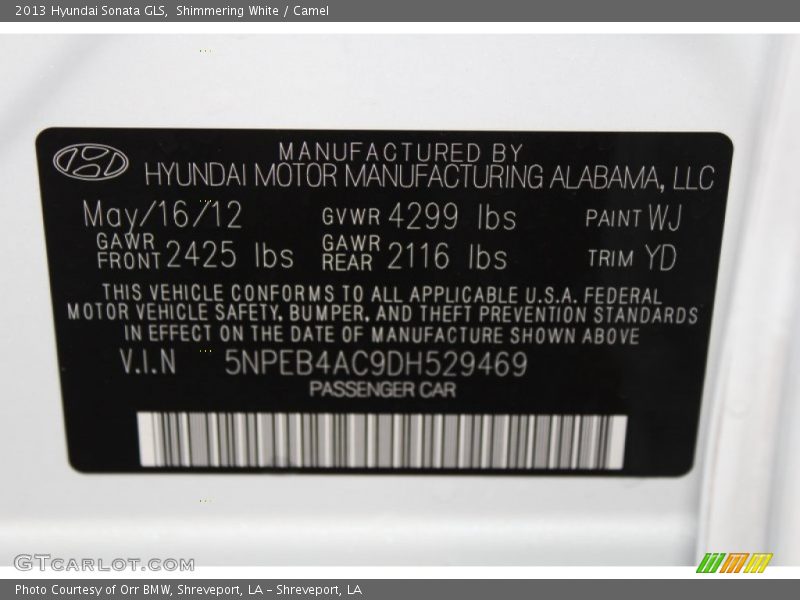 2013 Hyundai Sonata GLS,  Shimmering White / Camel
MANUFACTURED BY
HYUNDAI MOTOR MANUFACTURING ALABAMA, LLC
May/16/12 GVWR 4299 lbs PAINT WJ
GAWR FRONT 2425 lbs GAWR REAR 2116 lbs TRIM YD
THIS VEHICLE CONFORMS TO ALL APPLICABLE U.S.A. FEDERAL
MOTOR VEHICLE SAFETY, BUMPER, AND THEFT PREVENTION STANDARDS
IN EFFECT ON THE DATE OF MANUFACTURE SHOWN ABOVE
V.I.N 5NPEB4AC9DH529469
PASSENGER CAR
GTCARLOT.COM
Photo Courtesy of Orr BMW, Shreveport, LA – Shreveport, LA